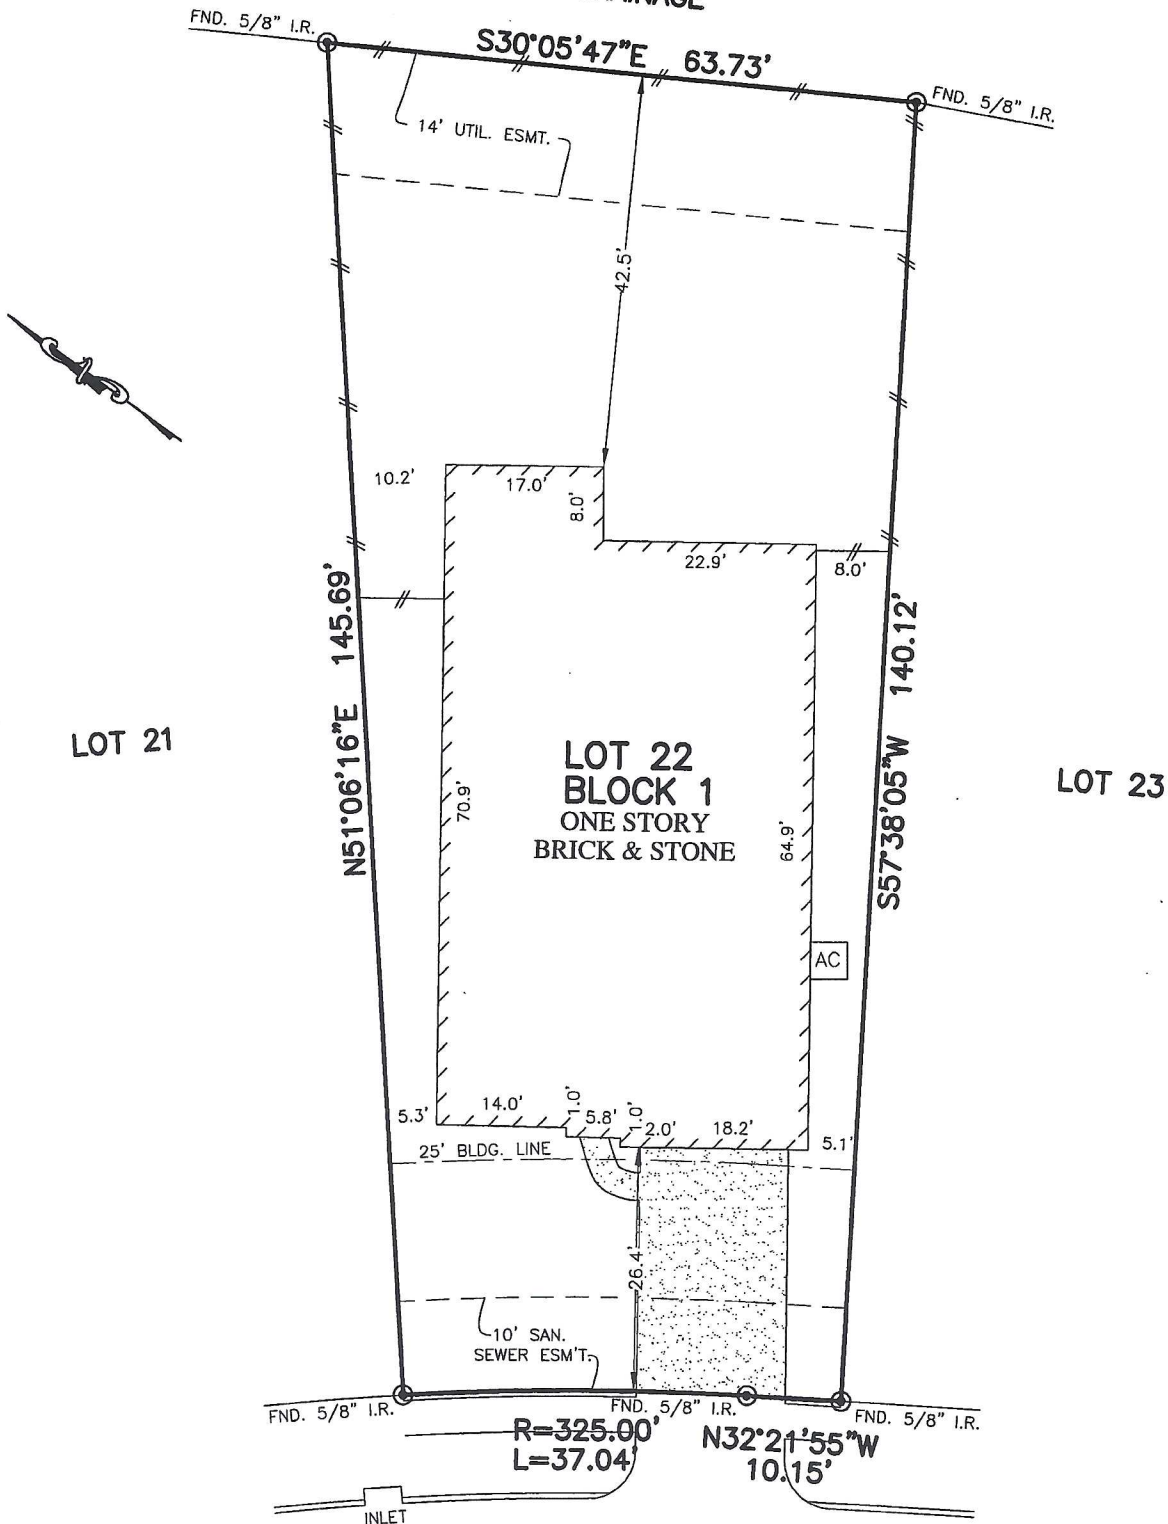 FND. 5/8" I.R.
S30°05'47"E 63.73'
FND. 5/8" I.R.
14' UTIL. ESMT.
42.5'
10.2'
17.0'
8.0'
22.9'
8.0'
N51°06'16"E 145.69'
S57°38'05"W 140.12'
LOT 21
LOT 22
BLOCK 1
ONE STORY
BRICK & STONE
LOT 23
70.9'
64.9'
AC
5.3'
14.0'
1.0'
5.8'
1.0'
2.0'
18.2'
5.1'
25' BLDG. LINE
26.4'
10' SAN.
SEWER ESM'T.
FND. 5/8" I.R.
FND. 5/8" I.R.
FND. 5/8" I.R.
R=325.00'
L=37.04'
N32°21'55"W
10.15'
INLET